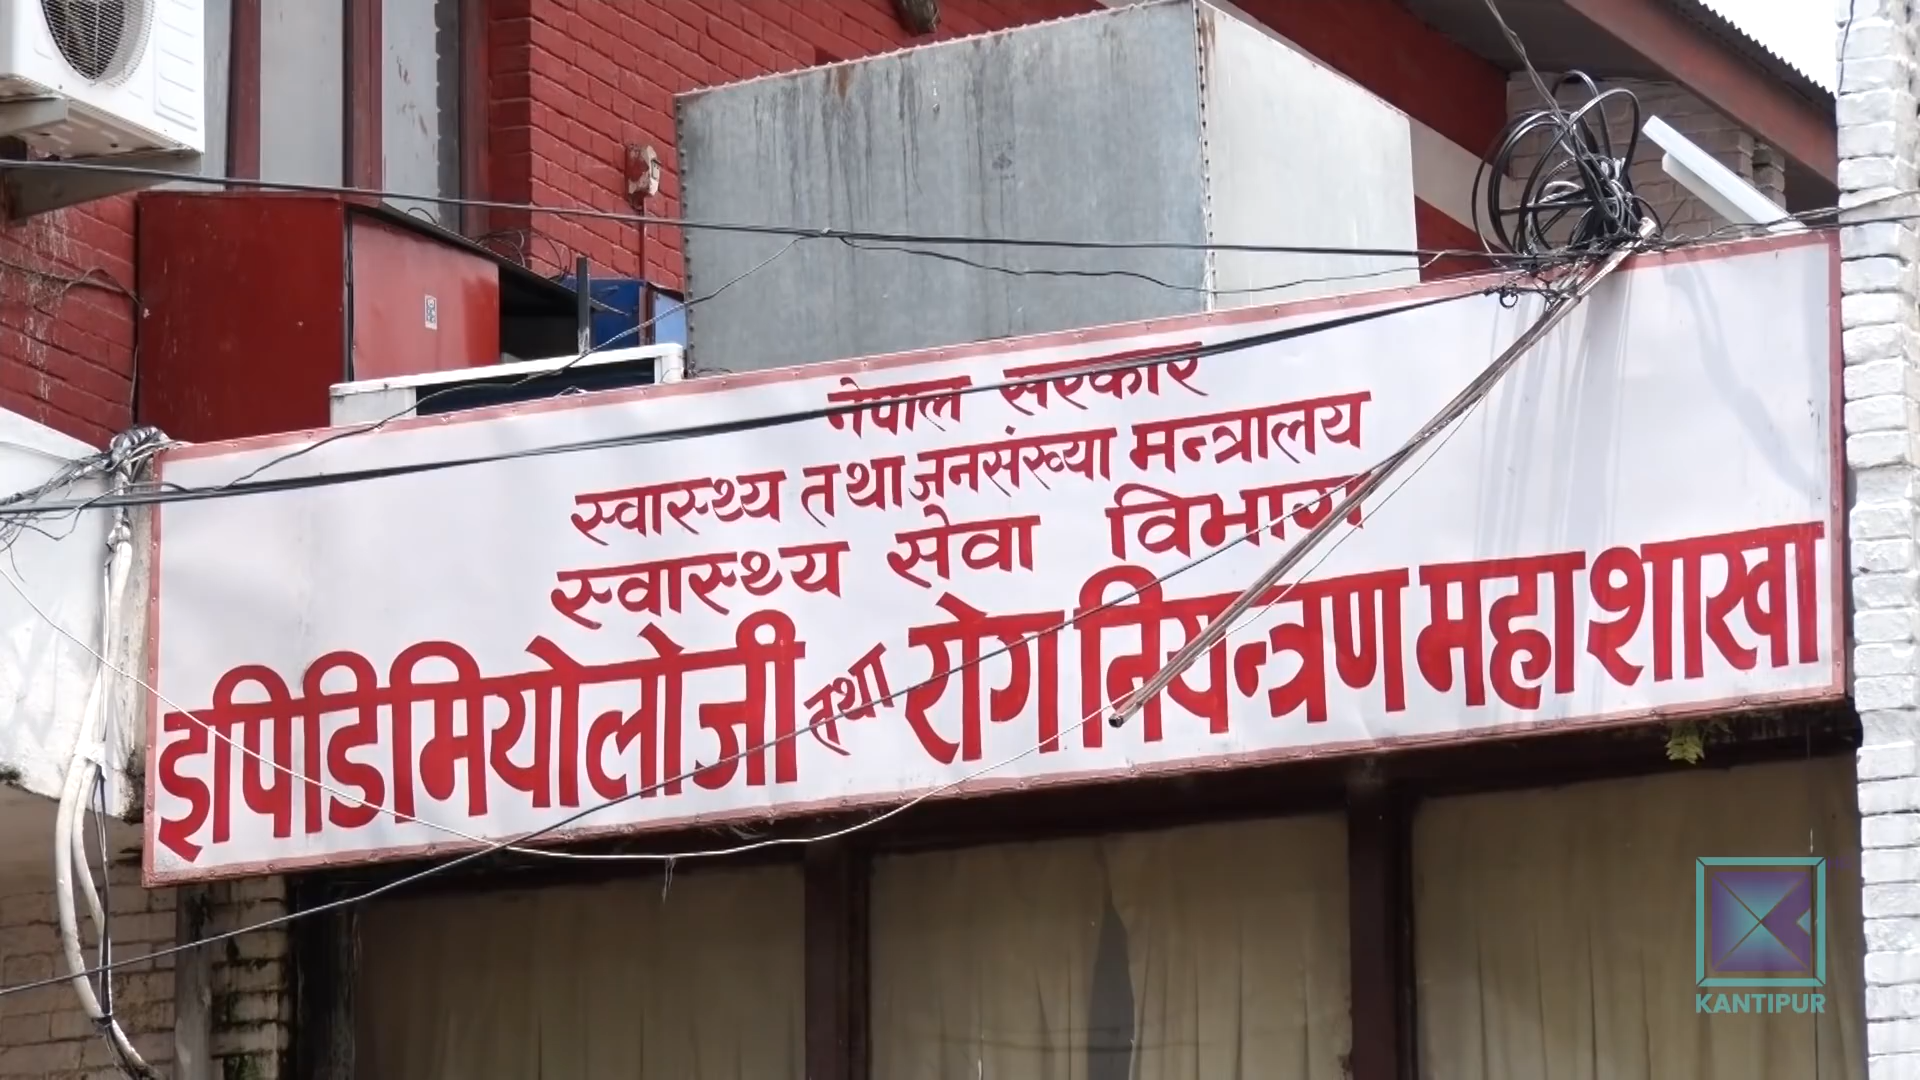 नेपाल सरकार
स्वास्थ्य तथा जनसंख्या मन्त्रालय
स्वास्थ्य सेवा विभाग
इपिडिमियोलोजी तथा रोग नियन्त्रण महाशाखा
KANTIPUR